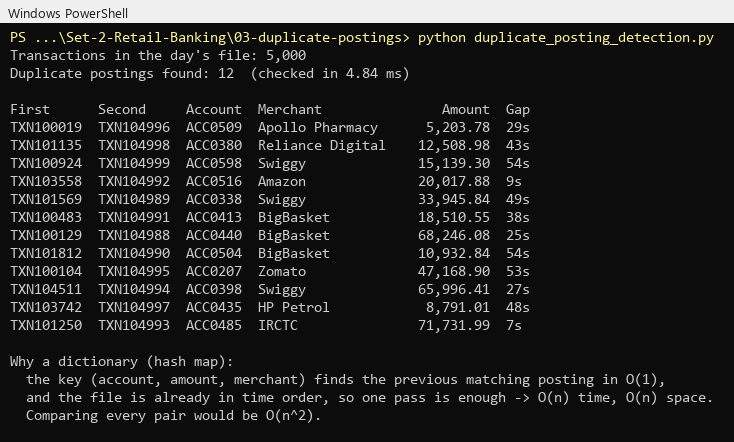 Windows PowerShell
PS ...\Set-2-Retail-Banking\03-duplicate-postings> python duplicate_posting_detection.py
Transactions in the day's file: 5,000
Duplicate postings found: 12  (checked in 4.84 ms)
First      Second     Account  Merchant               Amount  Gap
TXN100019  TXN104996  ACC0509  Apollo Pharmacy      5,203.78  29s
TXN101135  TXN104998  ACC0380  Reliance Digital    12,508.98  43s
TXN100924  TXN104999  ACC0598  Swiggy              15,139.30  54s
TXN103558  TXN104992  ACC0516  Amazon              20,017.88  9s
TXN101569  TXN104989  ACC0338  Swiggy              33,945.84  49s
TXN100483  TXN104991  ACC0413  BigBasket           18,510.55  38s
TXN100129  TXN104988  ACC0440  BigBasket           68,246.08  25s
TXN101812  TXN104990  ACC0504  BigBasket           10,932.84  54s
TXN100104  TXN104995  ACC0207  Zomato              47,168.90  53s
TXN104511  TXN104994  ACC0398  Swiggy              65,996.41  27s
TXN103742  TXN104997  ACC0435  HP Petrol            8,791.01  48s
TXN101250  TXN104993  ACC0485  IRCTC               71,731.99  7s
Why a dictionary (hash map):
  the key (account, amount, merchant) finds the previous matching posting in O(1),
  and the file is already in time order, so one pass is enough -> O(n) time, O(n) space.
  Comparing every pair would be O(n^2).